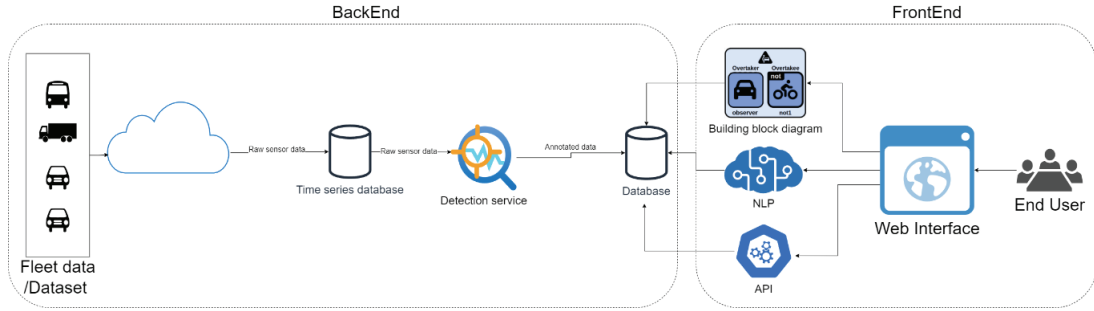 BackEnd
FrontEnd
Fleet data
/Dataset
Raw sensor data
Time series database
Raw sensor data
Detection service
Annotated data
Database
Overtaker
Overtakee
not
observer
not1
Building block diagram
NLP
API
Web Interface
End User